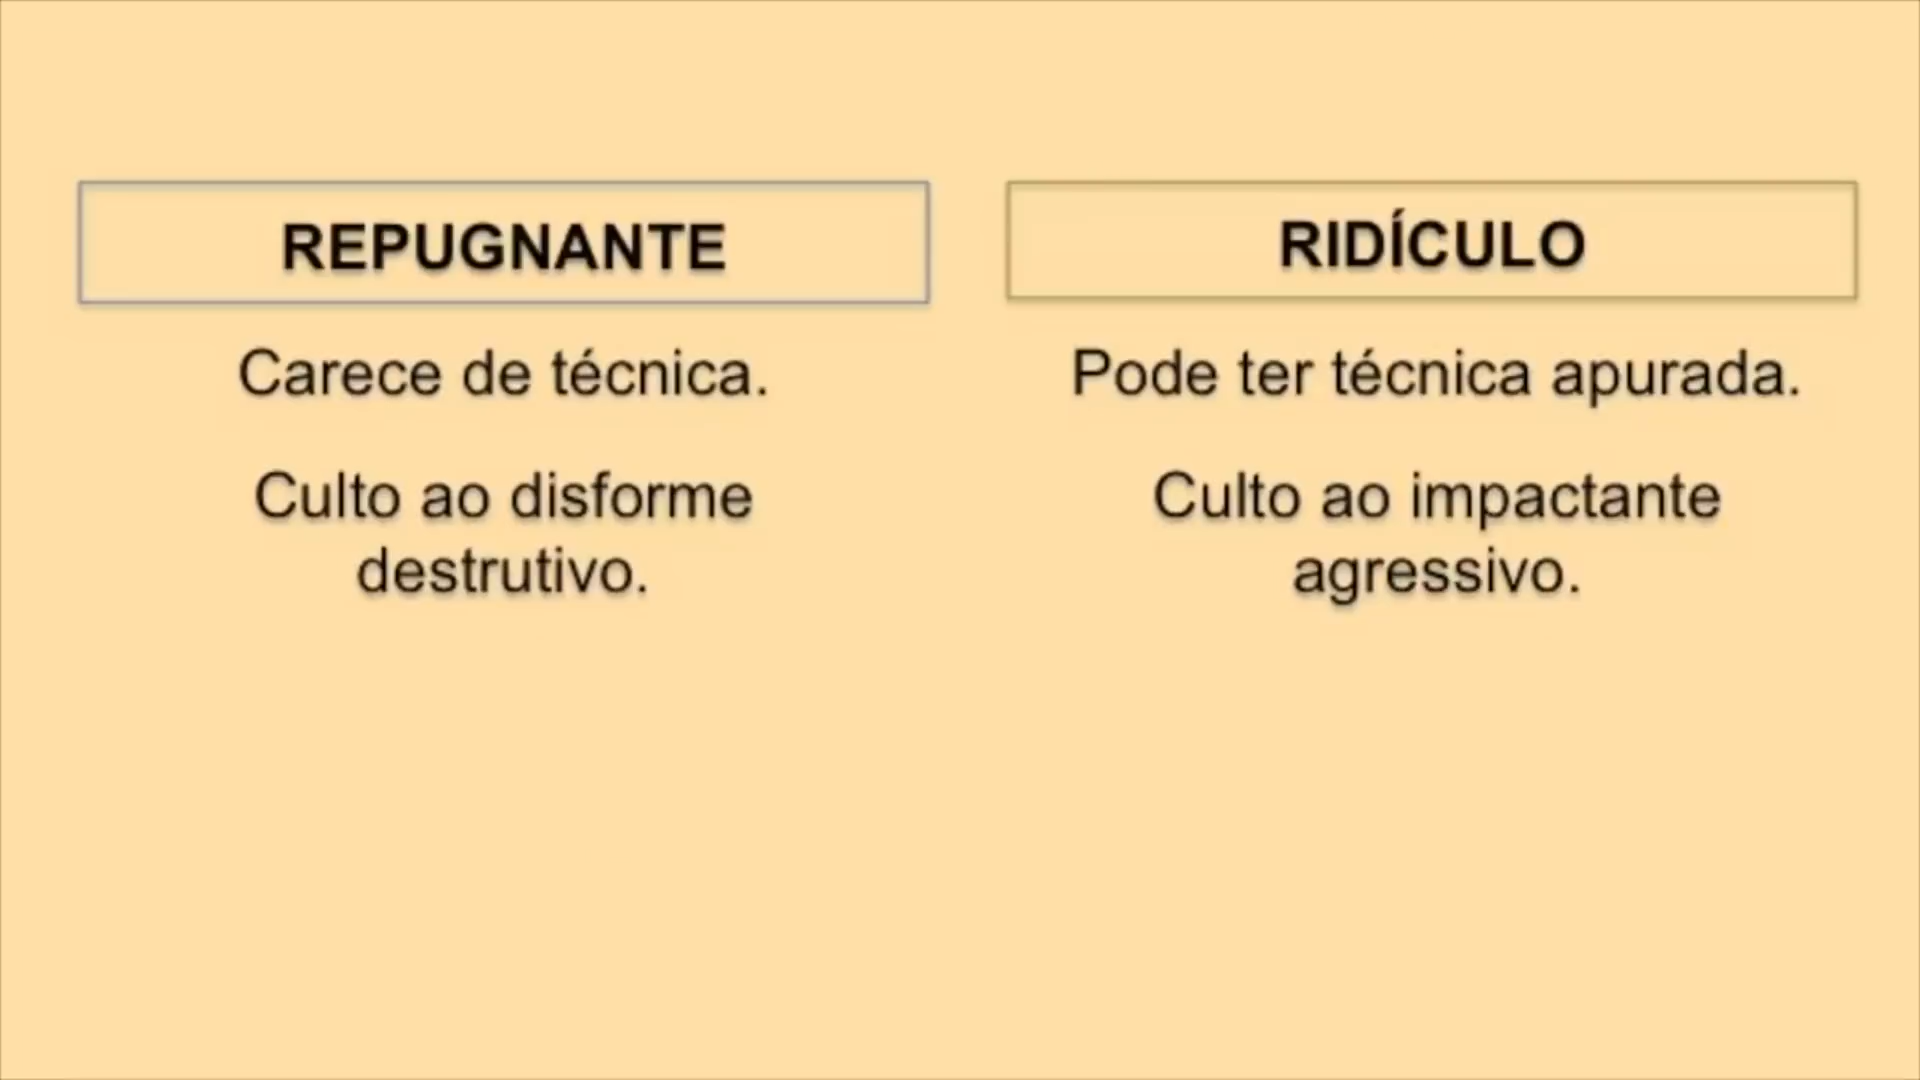 REPUGNANTE
Carece de técnica.
Culto ao disforme
destrutivo.
RIDÍCULO
Pode ter técnica apurada.
Culto ao impactante
agressivo.